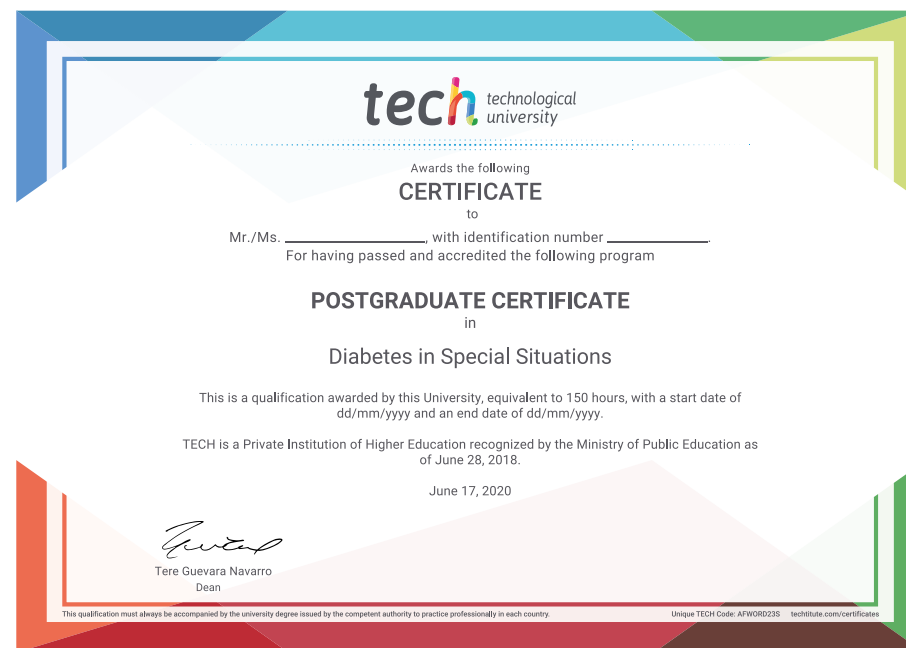 tech technological
university
Awards the following
CERTIFICATE
to
Mr./Ms. ____________________, with identification number ______________.
For having passed and accredited the following program
POSTGRADUATE CERTIFICATE
in
Diabetes in Special Situations
This is a qualification awarded by this University, equivalent to 150 hours, with a start date of
dd/mm/yyyy and an end date of dd/mm/yyyy.
TECH is a Private Institution of Higher Education recognized by the Ministry of Public Education as
of June 28, 2018.
June 17, 2020
Tere Guevara Navarro
Dean
This qualification must always be accompanied by the university degree issued by the competent authority to practice professionally in each country. Unique TECH Code: AFWORD23S techtitute.com/certificates